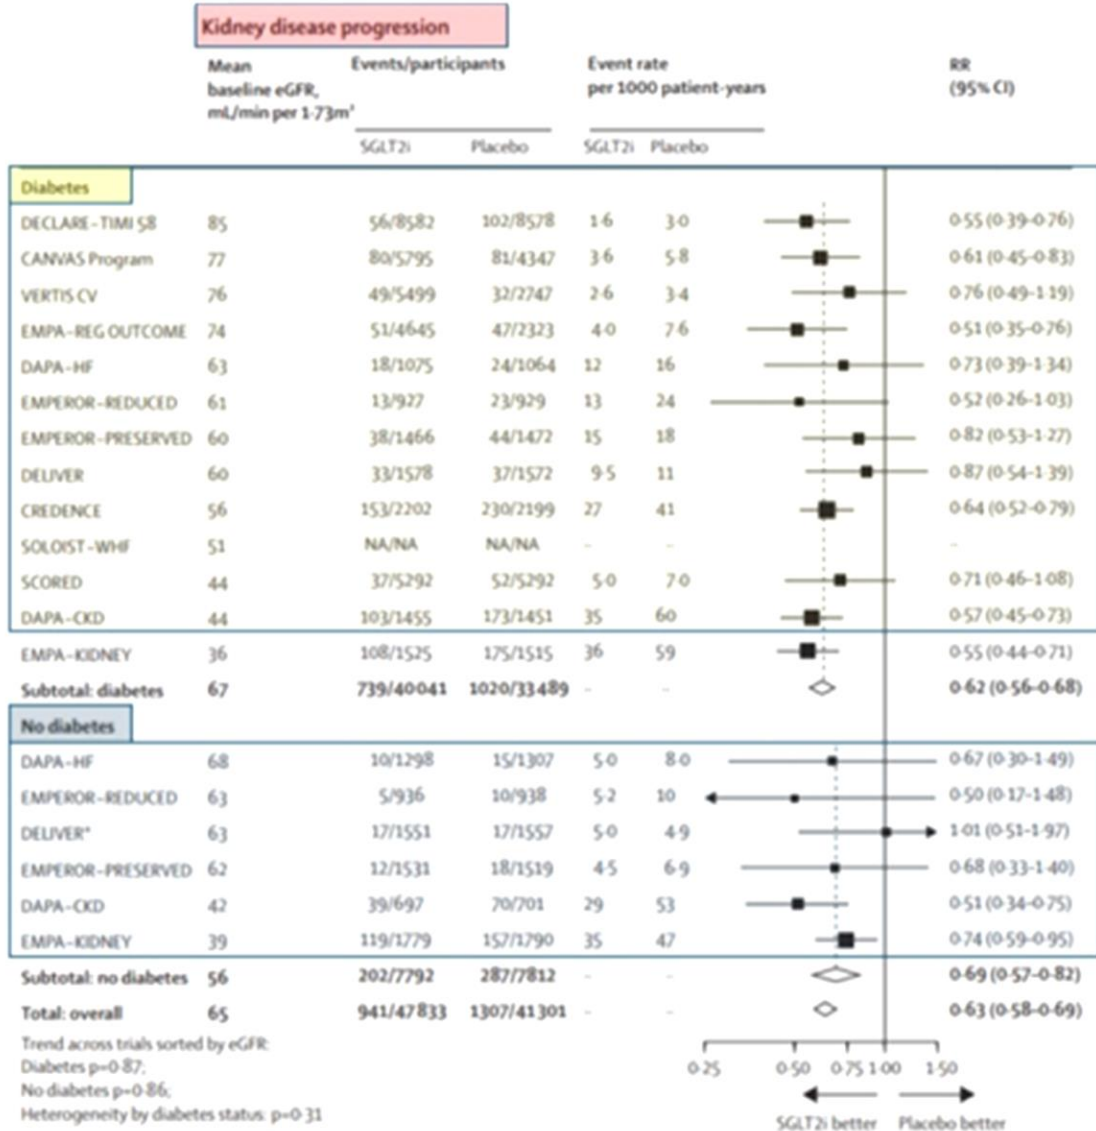 Kidney disease progression
Mean baseline eGFR, mL/min per 1·73m² Events/participants Event rate per 1000 patient-years RR (95% CI)
SGLT2i Placebo SGLT2i Placebo
Diabetes
DECLARE-TIMI 58 85 56/8582 102/8578 1·6 3·0 0·55 (0·39-0·76)
CANVAS Program 77 80/5795 81/4347 3·6 5·8 0·61 (0·45-0·83)
VERTIS CV 76 49/5499 32/2747 2·6 3·4 0·76 (0·49-1·19)
EMPA-REG OUTCOME 74 51/4645 47/2323 4·0 7·6 0·51 (0·35-0·76)
DAPA-HF 63 18/1075 24/1064 12 16 0·73 (0·39-1·34)
EMPEROR-REDUCED 61 13/927 23/929 13 24 0·52 (0·26-1·03)
EMPEROR-PRESERVED 60 38/1466 44/1472 15 18 0·82 (0·53-1·27)
DELIVER 60 33/1578 37/1572 9·5 11 0·87 (0·54-1·39)
CREDENCE 56 153/2202 230/2199 27 41 0·64 (0·52-0·79)
SOLOIST-WHF 51 NA/NA NA/NA - - -
SCORED 44 37/5292 52/5292 5·0 7·0 0·71 (0·46-1·08)
DAPA-CKD 44 103/1455 173/1451 35 60 0·57 (0·45-0·73)
EMPA-KIDNEY 36 108/1525 175/1515 36 59 0·55 (0·44-0·71)
Subtotal: diabetes 67 739/40041 1020/33489 - - 0·62 (0·56-0·68)
No diabetes
DAPA-HF 68 10/1298 15/1307 5·0 8·0 0·67 (0·30-1·49)
EMPEROR-REDUCED 63 5/936 10/938 5·2 10 0·50 (0·17-1·48)
DELIVER* 63 17/1551 17/1557 5·0 4·9 1·01 (0·51-1·97)
EMPEROR-PRESERVED 62 12/1531 18/1519 4·5 6·9 0·68 (0·33-1·40)
DAPA-CKD 42 39/697 70/701 29 53 0·51 (0·34-0·75)
EMPA-KIDNEY 39 119/1779 157/1790 35 47 0·74 (0·59-0·95)
Subtotal: no diabetes 56 202/7792 287/7812 - - 0·69 (0·57-0·82)
Total: overall 65 941/47833 1307/41301 - - 0·63 (0·58-0·69)
Trend across trials sorted by eGFR:
Diabetes p=0·87;
No diabetes p=0·86;
Heterogeneity by diabetes status: p=0·31
0·25 0·50 0·75 1·00 1·50
SGLT2i better Placebo better